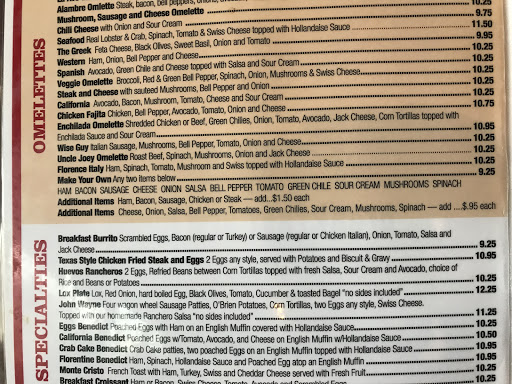 Alambre Omlette Steak, bacon, bell peppers, onions, 10.25
Mushroom, Sausage and Cheese Omelette 9.75
Chili Cheese with Onion and Sour Cream 11.50
Seafood Real Lobster & Crab, Spinach, Tomato & Swiss Cheese topped with Hollandaise Sauce 9.95
The Greek Feta Cheese, Black Olives, Sweet Basil, Onion and Tomato 10.25
Western Ham, Onion, Bell Pepper and Cheese 10.25
Spanish Avocado, Green Chile and Cheese topped with Salsa and Sour Cream 10.25
Veggie Omelette Broccoli, Red & Green Bell Pepper, Spinach, Onion, Mushrooms & Swiss Cheese 10.25
Steak and Cheese with sauteed Mushrooms, Bell Pepper and Onion 10.25
California Avocado, Bacon, Mushroom, Tomato, Cheese and Sour Cream 10.25
Chicken Fajita Chicken, Bell Pepper, Avocado, Tomato, Onion and Cheese 10.75
Enchilada Omelette Shredded Chicken or Beef, Green Chilies, Onion, Tomato, Avocado, Jack Cheese, Corn Tortillas topped with
Enchilada Sauce and Sour Cream 10.95
Wise Guy Italian Sausage, Mushrooms, Bell Pepper, Tomato, Onion and Cheese 10.25
Uncle Joey Omelette Roast Beef, Spinach, Mushrooms, Onion and Jack Cheese 10.25
Florence Italy Ham, Spinach, Tomato, Mushroom and Swiss topped with Hollandaise Sauce 10.25
Make Your Own Any two items below 9.25
HAM BACON SAUSAGE CHEESE ONION SALSA BELL PEPPER TOMATO GREEN CHILE SOUR CREAM MUSHROOMS SPINACH
Additional Items Ham, Bacon, Sausage, Chicken or Steak — add...$1.50 each
Additional Items Cheese, Onion, Salsa, Bell Pepper, Tomatoes, Green Chilies, Sour Cream, Mushrooms, Spinach — add ....$.95 each
OMELETTES
Breakfast Burrito Scrambled Eggs, Bacon (regular or Turkey) or Sausage (regular or Chicken Italian), Onion, Tomato, Salsa and
Jack Cheese 9.25
Texas Style Chicken Fried Steak and Eggs 2 Eggs any style, served with Potatoes and Biscuit & Gravy 10.95
Huevos Rancheros 2 Eggs, Refried Beans between Corn Tortillas topped with fresh Salsa, Sour Cream and Avocado, choice of
Rice and Beans or Potatoes 10.25
Lox Plate Lox, Red Onion, hard boiled Egg, Black Olives, Tomato, Cucumber & toasted Bagel "no sides included" 12.25
John Wayne Four wagon wheel Sausage Patties, O'Brien Potatoes, Corn Tortillas, two Eggs any style, Swiss Cheese.
Topped with our homemade Ranchero Salsa "no sides included" 11.25
Eggs Benedict Poached Eggs with Ham on English Muffin covered with Hollandaise Sauce 10.25
California Benedict Poached Eggs w/Tomato, Avocado, and Cheese on English Muffin w/Hollandaise Sauce 10.50
Crab Cake Benedict Crab Cake patties, two poached Eggs on an English Muffin topped with Hollandaise Sauce 10.95
Florentine Benedict Ham, Spinach, Hollandaise Sauce and Poached Egg atop an English Muffin 10.95
Monte Cristo French Toast with Ham, Turkey, Swiss and Cheddar Cheese served with Fresh Fruit 10.25
Breakfast Croissant Ham or Bacon, Swiss Cheese, Tomato, Avocado and Scrambled Eggs 10.25
SPECIALTIES